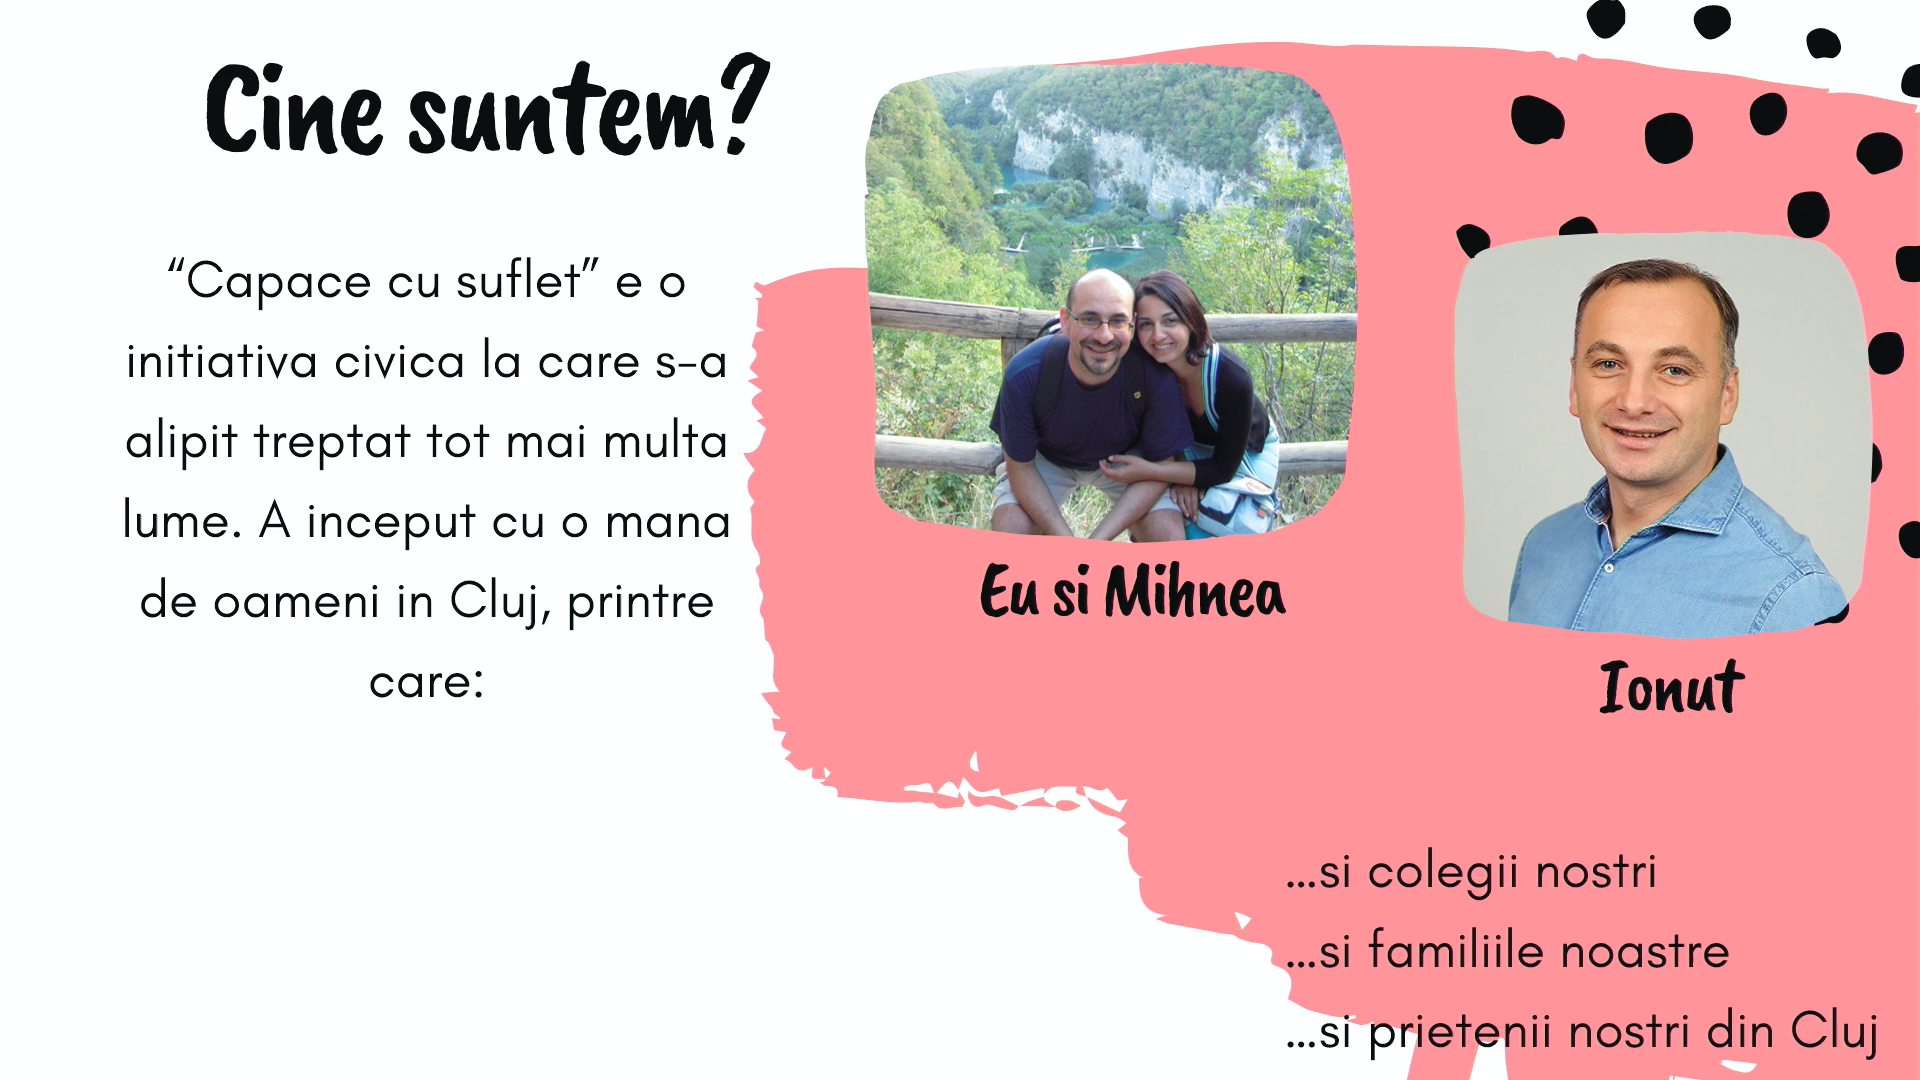 Cine suntem?
“Capace cu suflet” e o
initiativa civica la care s-a
alipit treptat tot mai multa
lume. A inceput cu o mana
de oameni in Cluj, printre
care:
Eu si Mihnea
Ionut
...si colegii nostri
...si familiile noastre
...si prietenii nostri din Cluj